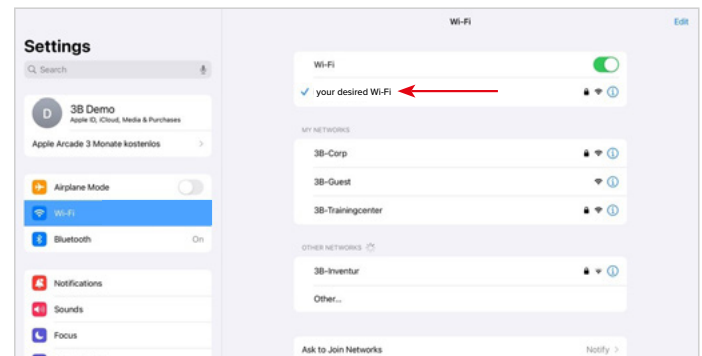 Wi-Fi
Edit
Settings
Search
D
3B Demo
Apple ID, iCloud, Media & Purchases
Apple Arcade 3 Monate kostenlos
Airplane Mode
Wi-Fi
Bluetooth On
Notifications
Sounds
Focus
Wi-Fi
your desired Wi-Fi
MY NETWORKS
3B-Corp
3B-Guest
3B-Trainingcenter
OTHER NETWORKS
3B-Inventur
Other...
Ask to Join Networks Notify